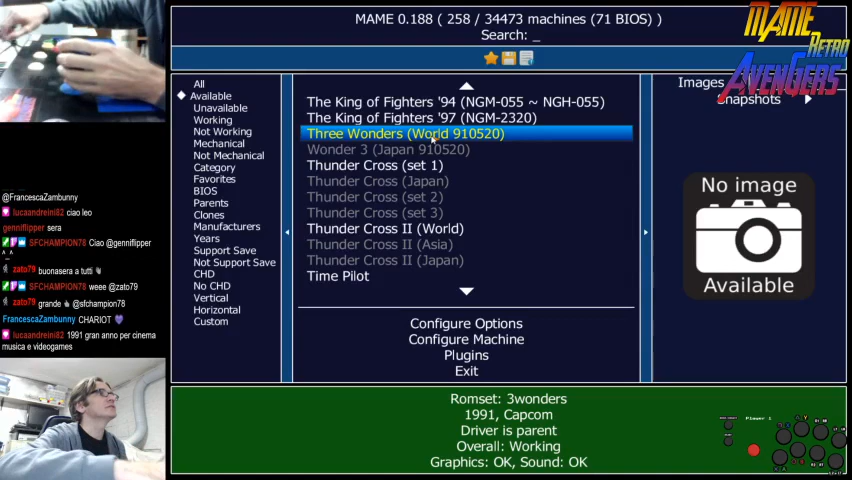 MAME 0.188 ( 258 / 34473 machines (71 BIOS) )
Search: _
MAME
RETRO
AVENGERS
All
Available
Unavailable
Working
Not Working
Mechanical
Not Mechanical
Category
Favorites
BIOS
Parents
Clones
Manufacturers
Years
Support Save
Not Support Save
CHD
No CHD
Vertical
Horizontal
Custom
The King of Fighters '94 (NGM-055 ~ NGH-055)
The King of Fighters '97 (NGM-2320)
Three Wonders (World 910520)
Wonder 3 (Japan 910520)
Thunder Cross (set 1)
Thunder Cross (Japan)
Thunder Cross (set 2)
Thunder Cross (set 3)
Thunder Cross II (World)
Thunder Cross II (Asia)
Thunder Cross II (Japan)
Time Pilot
Configure Options
Configure Machine
Plugins
Exit
Images
Snapshots
No image
Available
@FrancescaZambunny
lucaandreini82 ciao leo
genniflipper sera
SFCHAMPION78 Ciao @genniflipper
^_^
zato79 buonasera a tutti
SFCHAMPION78 weee @zato79
zato79 grande @sfchampion78
FrancescaZambunny CHARIOT
lucaandreini82 1991 gran anno per cinema
musica e videogames
Romset: 3wonders
1991, Capcom
Driver is parent
Overall: Working
Graphics: OK, Sound: OK
Player 1